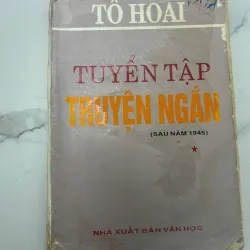 TÔ HOÀI
TUYỂN TẬP
TRUYỆN NGẮN
(SAU NĂM 1945)
NHÀ XUẤT BẢN VĂN HỌC